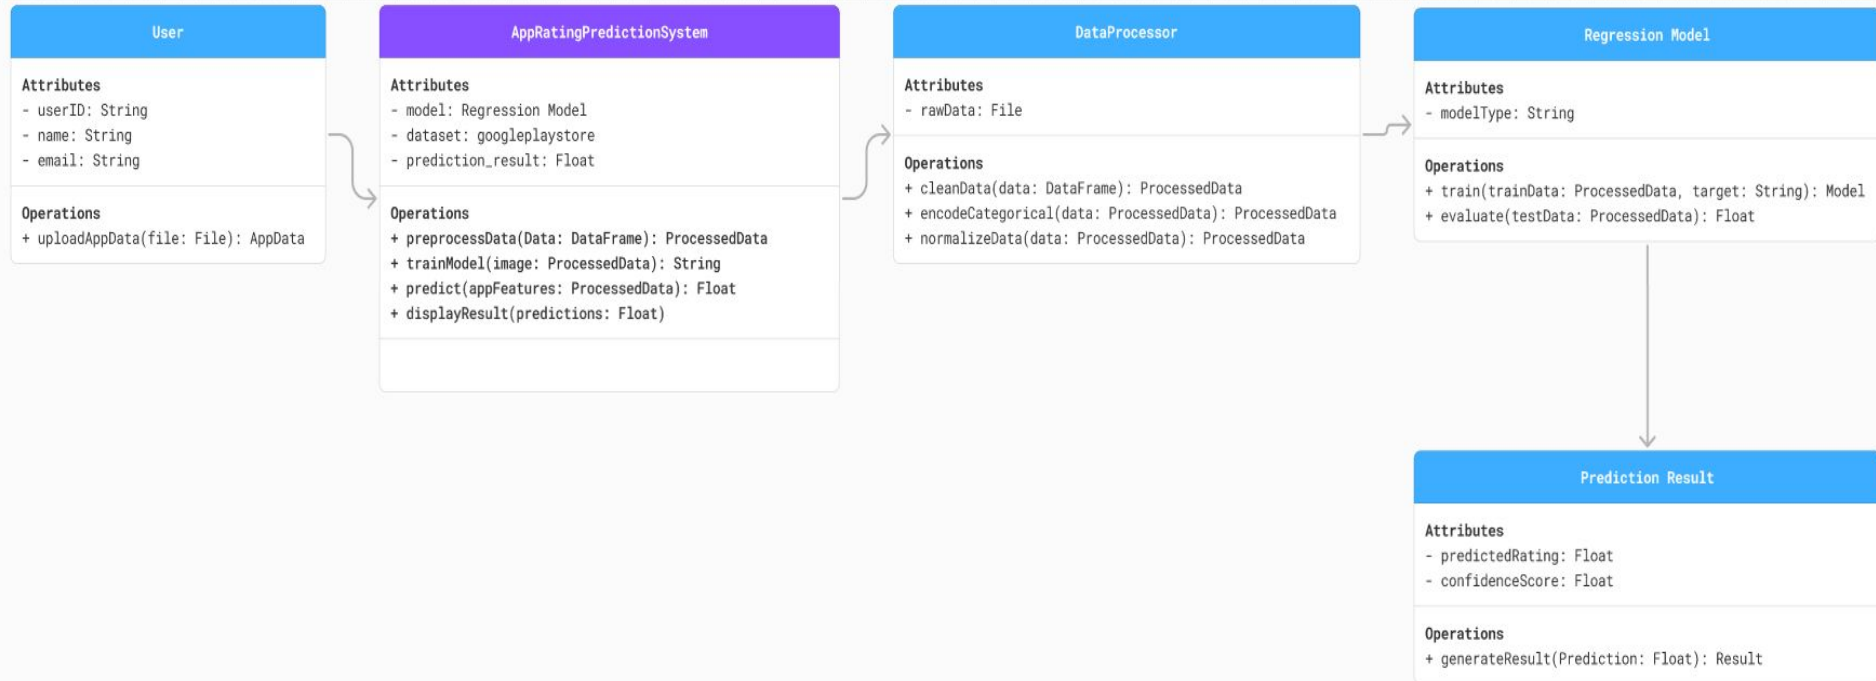 User
Attributes
- userID: String
- name: String
- email: String
Operations
+ uploadAppData(file: File): AppData
AppRatingPredictionSystem
Attributes
- model: Regression Model
- dataset: googleplaystore
- prediction_result: Float
Operations
+ preprocessData(Data: DataFrame): ProcessedData
+ trainModel(image: ProcessedData): String
+ predict(appFeatures: ProcessedData): Float
+ displayResult(predictions: Float)
DataProcessor
Attributes
- rawData: File
Operations
+ cleanData(data: DataFrame): ProcessedData
+ encodeCategorical(data: ProcessedData): ProcessedData
+ normalizeData(data: ProcessedData): ProcessedData
Regression Model
Attributes
- modelType: String
Operations
+ train(trainData: ProcessedData, target: String): Model
+ evaluate(testData: ProcessedData): Float
Prediction Result
Attributes
- predictedRating: Float
- confidenceScore: Float
Operations
+ generateResult(Prediction: Float): Result